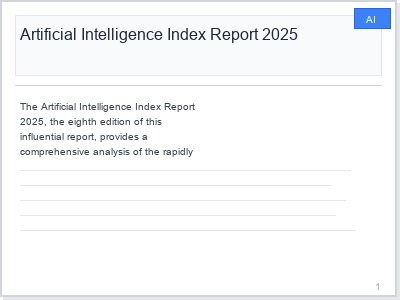 AI
Artificial Intelligence Index Report 2025
The Artificial Intelligence Index Report
2025, the eighth edition of this
influential report, provides a
comprehensive analysis of the rapidly
1